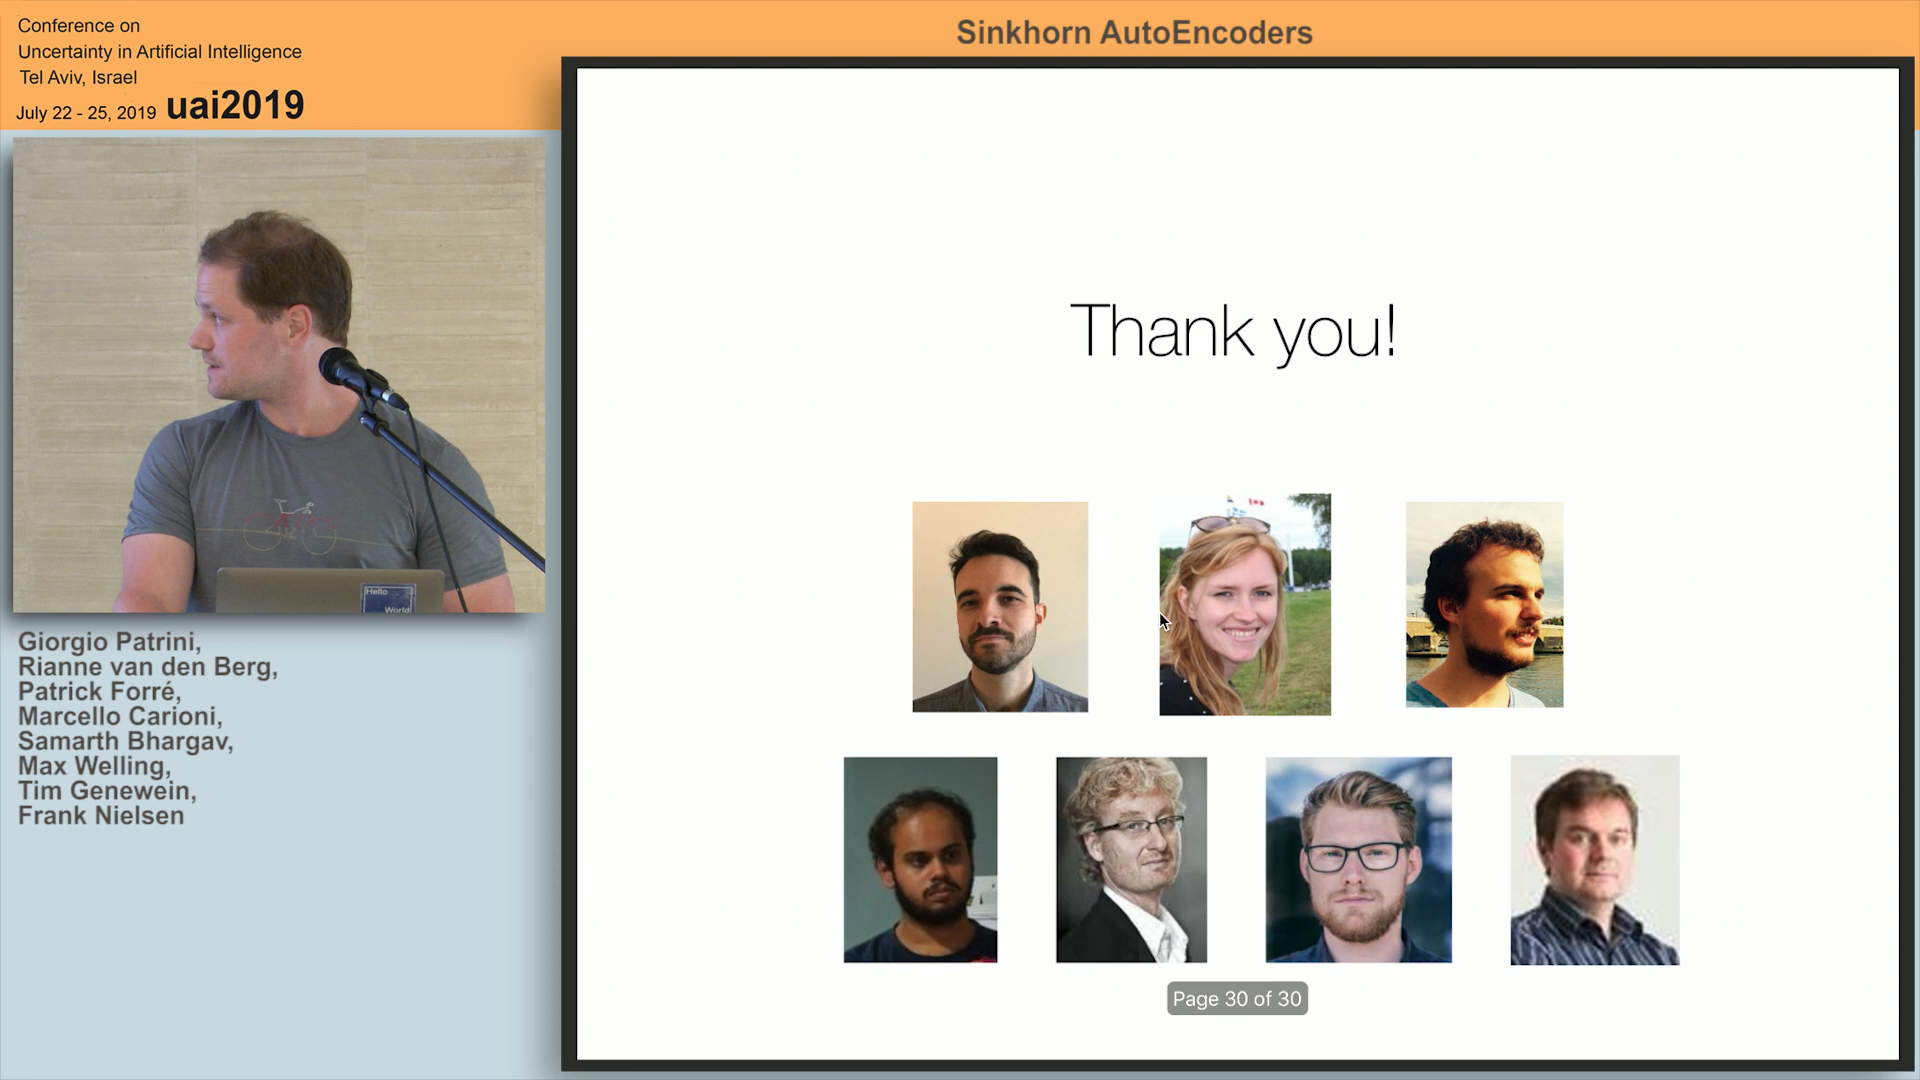 Conference on
Uncertainty in Artificial Intelligence
Tel Aviv, Israel
July 22 - 25, 2019 uai2019
Sinkhorn AutoEncoders
Hello
World!
Giorgio Patrini,
Rianne van den Berg,
Patrick Forré,
Marcello Carioni,
Samarth Bhargav,
Max Welling,
Tim Genewein,
Frank Nielsen
Thank you!
Page 30 of 30